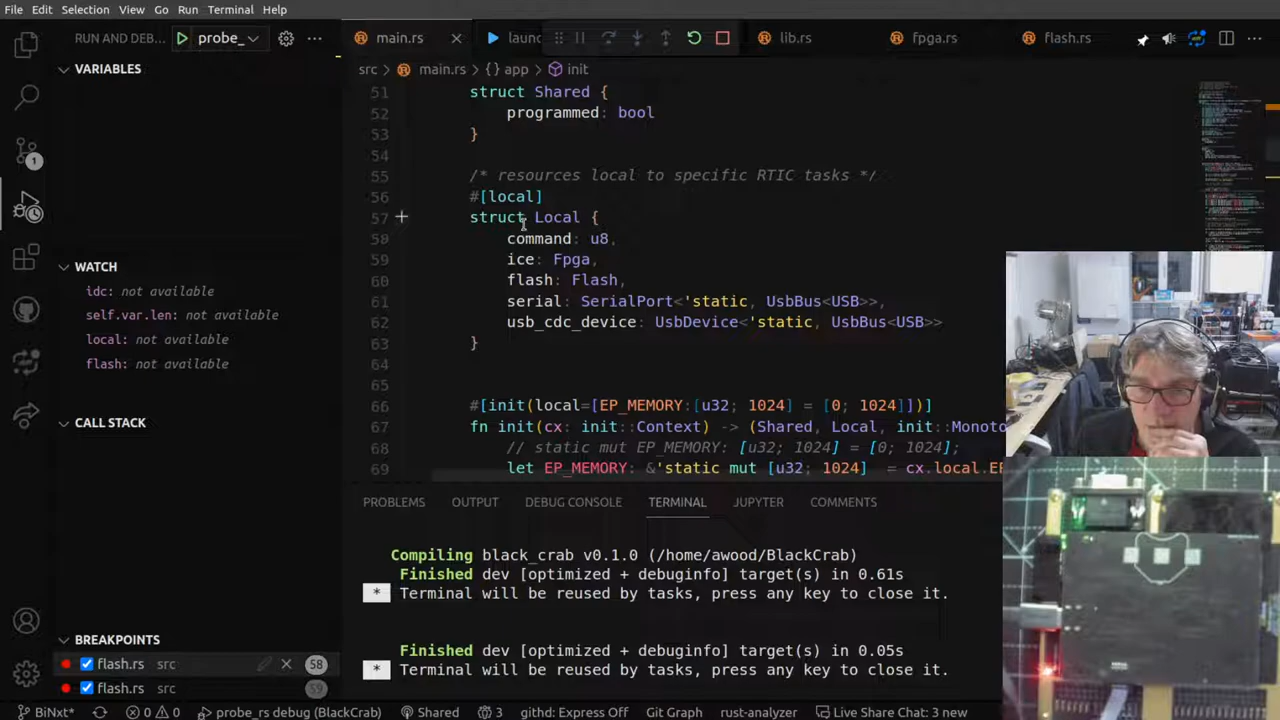 File Edit Selection View Go Run Terminal Help
RUN AND DEB... probe_ ...
main.rs launc lib.rs fpga.rs flash.rs ...
src > main.rs > {} app > init
VARIABLES
WATCH
idc: not available
self.var.len: not available
local: not available
flash: not available
CALL STACK
BREAKPOINTS
flash.rs src 58
flash.rs src 59
1
51 struct Shared {
52 programmed: bool
53 }
54
55 /* resources local to specific RTIC tasks */
56 #[local]
57 struct Local {
59 command: u8,
59 ice: Fpga,
60 flash: Flash,
61 serial: SerialPort<'static, UsbBus<USB>>,
62 usb_cdc_device: UsbDevice<'static, UsbBus<USB>>
63 }
64
65
66 #[init(local=[EP_MEMORY:[u32; 1024] = [0; 1024]])]
67 fn init(cx: init::Context) -> (Shared, Local, init::Monoto
68 // static mut EP_MEMORY: [u32; 1024] = [0; 1024];
69 let EP_MEMORY: &'static mut [u32; 1024] = cx.local.EP
PROBLEMS OUTPUT DEBUG CONSOLE TERMINAL JUPYTER COMMENTS
Compiling black_crab v0.1.0 (/home/awood/BlackCrab)
Finished dev [optimized + debuginfo] target(s) in 0.61s
* Terminal will be reused by tasks, press any key to close it.
Finished dev [optimized + debuginfo] target(s) in 0.05s
* Terminal will be reused by tasks, press any key to close it.
BiNxt* 0 0 probe_rs debug (BlackCrab) Shared 3 githd: Express Off Git Graph rust-analyzer Live Share Chat: 3 new